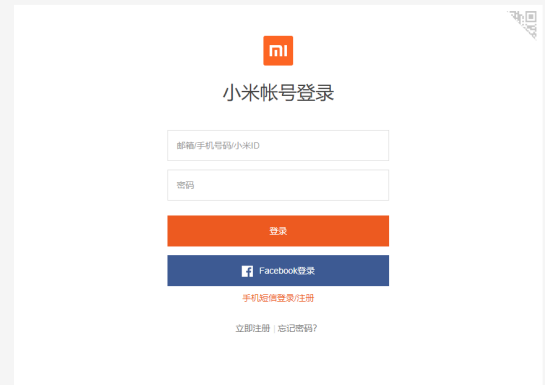 mi
小米帐号登录
邮箱/手机号码/小米ID
密码
登录
f Facebook登录
手机短信登录/注册
立即注册 | 忘记密码?